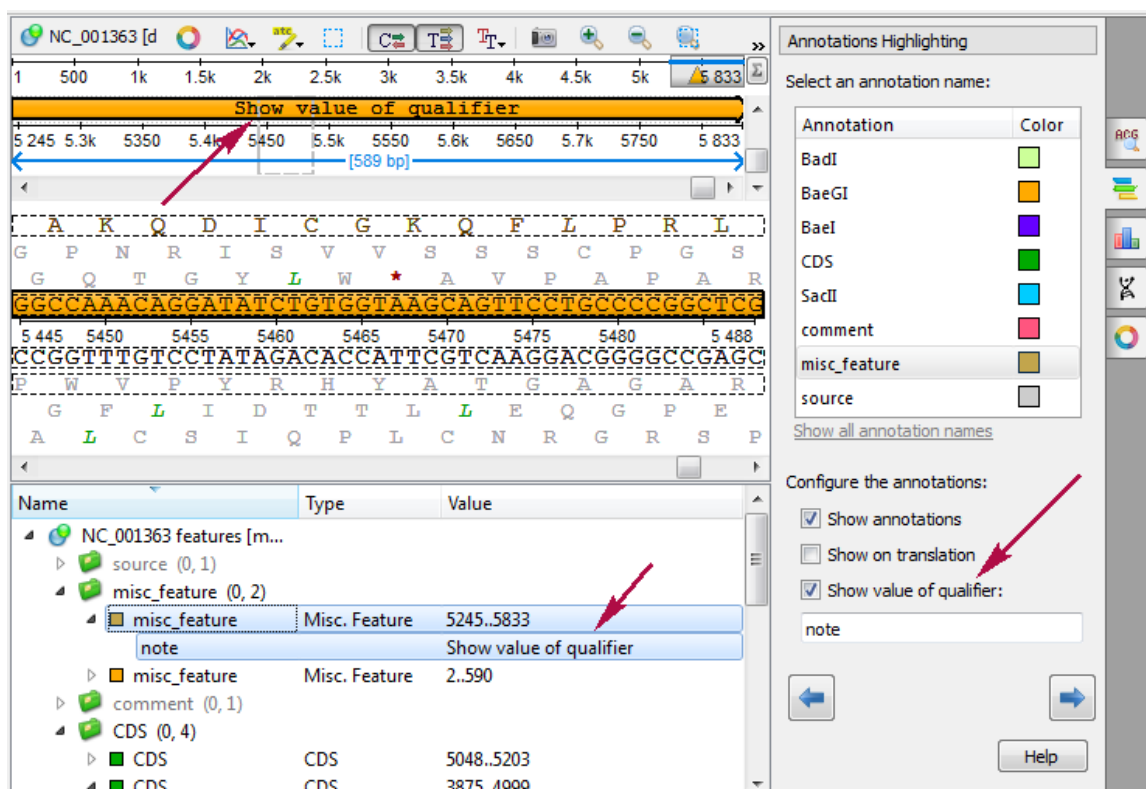 NC_001363 [d
1 500 1k 1.5k 2k 2.5k 3k 3.5k 4k 4.5k 5k 5 833
Show value of qualifier
5 245 5.3k 5350 5.4k 5450 5.5k 5550 5.6k 5650 5.7k 5750 5 833
[589 bp]
A K Q D I C G K Q F L P R L
G P N R I S V V S S S C P G S
G Q T G Y L W * A V P A P A R
GGCCAAACAGGATATCTGTGGTAAGCAGTTCCTGCCCCGGCTCG
5 445 5450 5455 5460 5465 5470 5475 5480 5 488
CCGGTTTGTCCTATAGACACCATTCGTCAAGGACGGGGCCGAGC
P W V P Y R H Y A T G A G A R
G F L I D T T L L E Q G P E
A L C S I Q P L C N R G R S P
Name Type Value
NC_001363 features [m...
source (0, 1)
misc_feature (0, 2)
misc_feature Misc. Feature 5245..5833
note Show value of qualifier
misc_feature Misc. Feature 2..590
comment (0, 1)
CDS (0, 4)
CDS CDS 5048..5203
CDS CDS 3875..4999
Annotations Highlighting
Select an annotation name:
Annotation Color
BadI
BaeGI
BaeI
CDS
SacII
comment
misc_feature
source
Show all annotation names
Configure the annotations:
Show annotations
Show on translation
Show value of qualifier:
note
Help